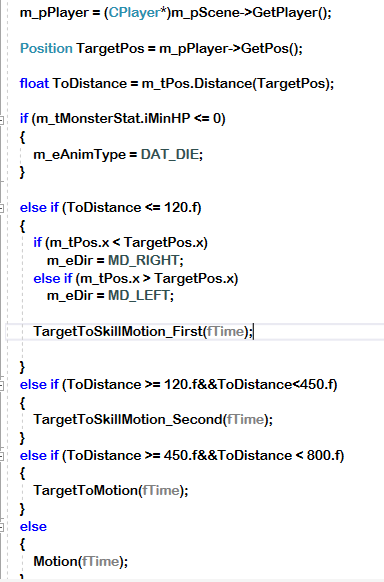 m_pPlayer = (CPlayer*)m_pScene->GetPlayer();
Position TargetPos = m_pPlayer->GetPos();
float ToDistance = m_tPos.Distance(TargetPos);
if (m_tMonsterStat.iMinHP <= 0)
{
m_eAnimType = DAT_DIE;
}
else if (ToDistance <= 120.f)
{
if (m_tPos.x < TargetPos.x)
m_eDir = MD_RIGHT;
else if (m_tPos.x > TargetPos.x)
m_eDir = MD_LEFT;
TargetToSkillMotion_First(fTime);
}
else if (ToDistance >= 120.f&&ToDistance<450.f)
{
TargetToSkillMotion_Second(fTime);
}
else if (ToDistance >= 450.f&&ToDistance < 800.f)
{
TargetToMotion(fTime);
}
else
{
Motion(fTime);
}